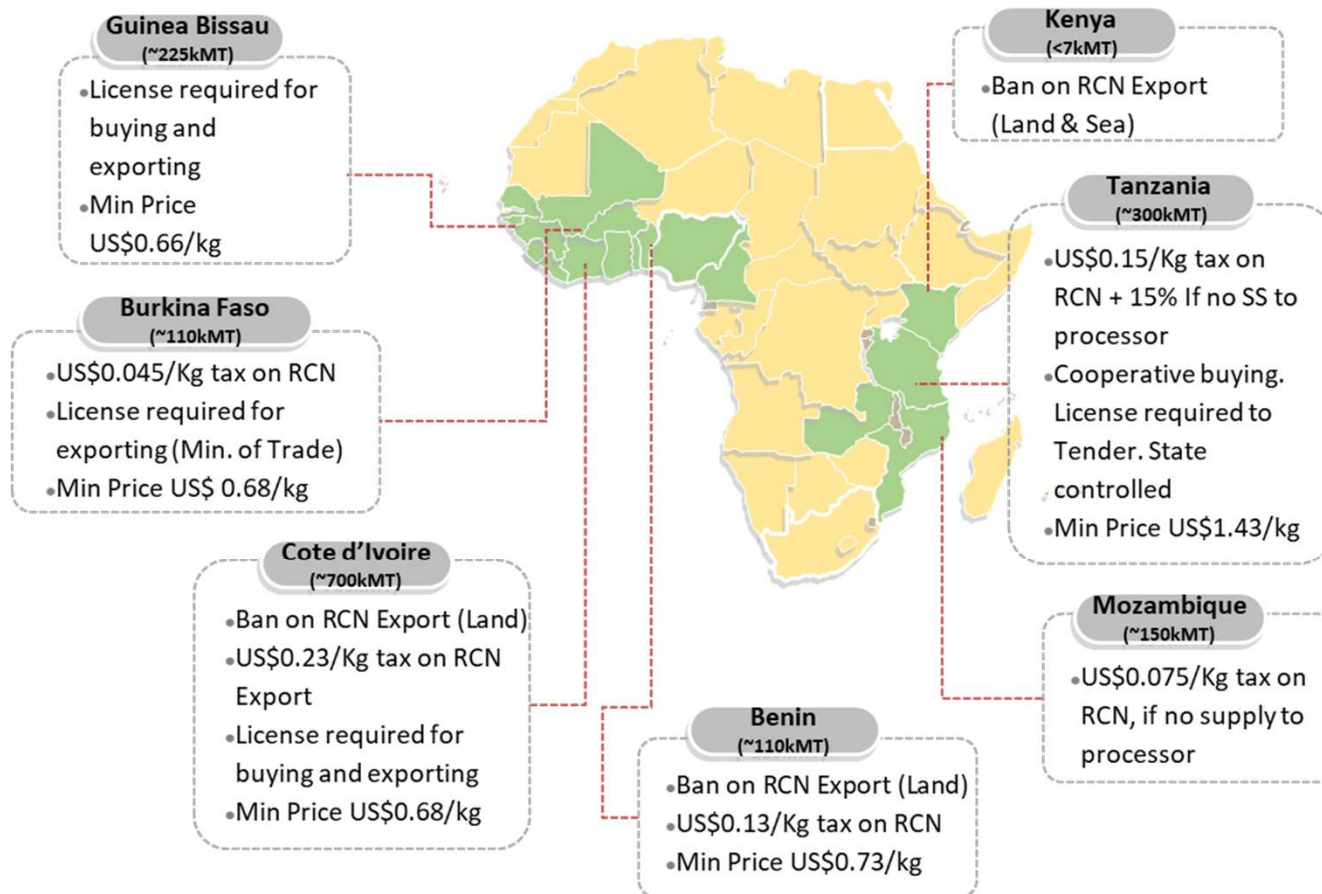 Guinea Bissau
(~225kMT)
•License required for
buying and
exporting
•Min Price
US$0.66/kg
Burkina Faso
(~110kMT)
•US$0.045/Kg tax on RCN
•License required for
exporting (Min. of Trade)
•Min Price US$ 0.68/kg
Cote d’Ivoire
(~700kMT)
•Ban on RCN Export (Land)
•US$0.23/Kg tax on RCN
Export
•License required for
buying and exporting
•Min Price US$0.68/kg
Benin
(~110kMT)
•Ban on RCN Export (Land)
•US$0.13/Kg tax on RCN
•Min Price US$0.73/kg
Kenya
(<7kMT)
•Ban on RCN Export
(Land & Sea)
Tanzania
(~300kMT)
•US$0.15/Kg tax on
RCN + 15% If no SS to
processor
•Cooperative buying.
License required to
Tender. State
controlled
•Min Price US$1.43/kg
Mozambique
(~150kMT)
•US$0.075/Kg tax on
RCN, if no supply to
processor